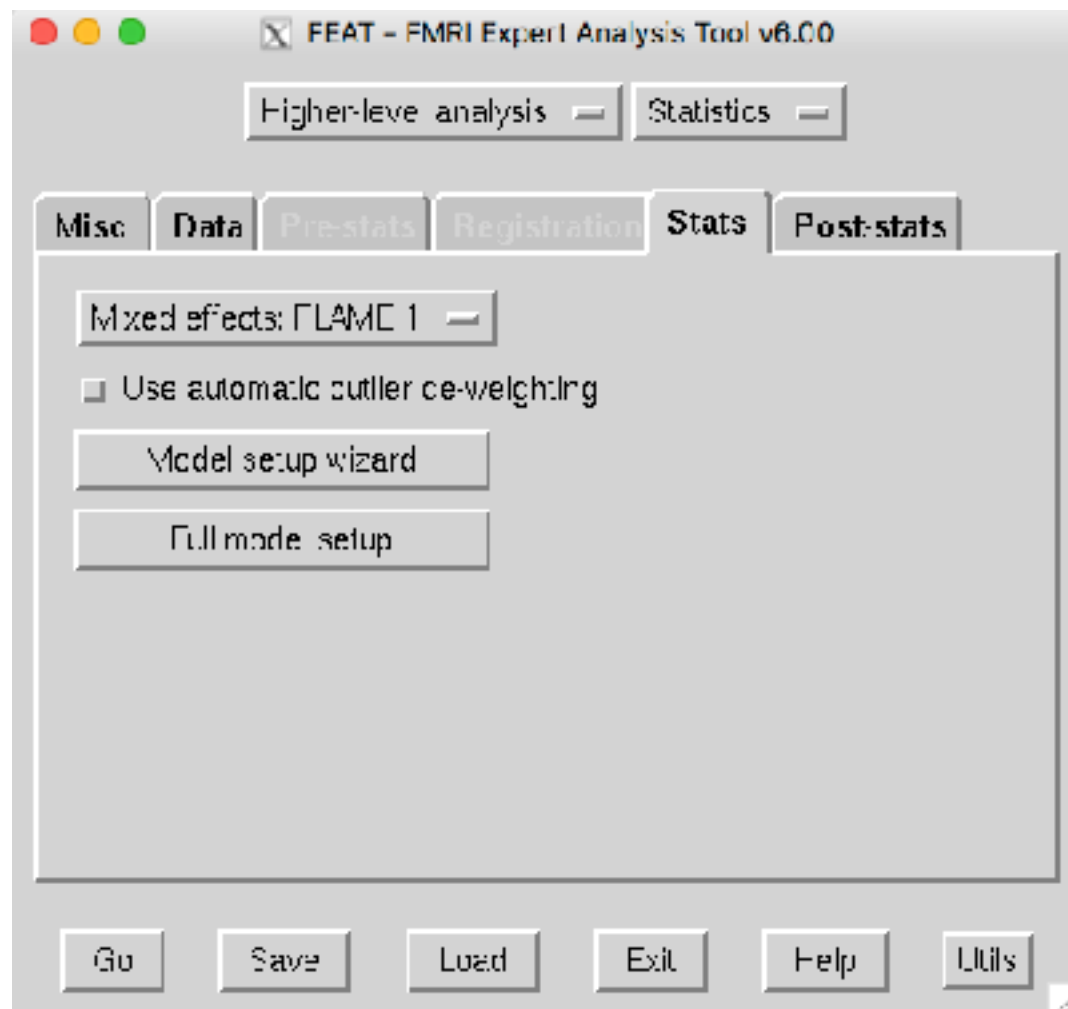 FEAT - FMRI Expert Analysis Tool v6.00
Higher-level analysis Statistics
Misc Data Pre-stats Registration Stats Post-stats
Mixed effects: FLAME 1
Use automatic outlier de-weighting
Model setup wizard
Full model setup
Go Save Load Exit Help Utils